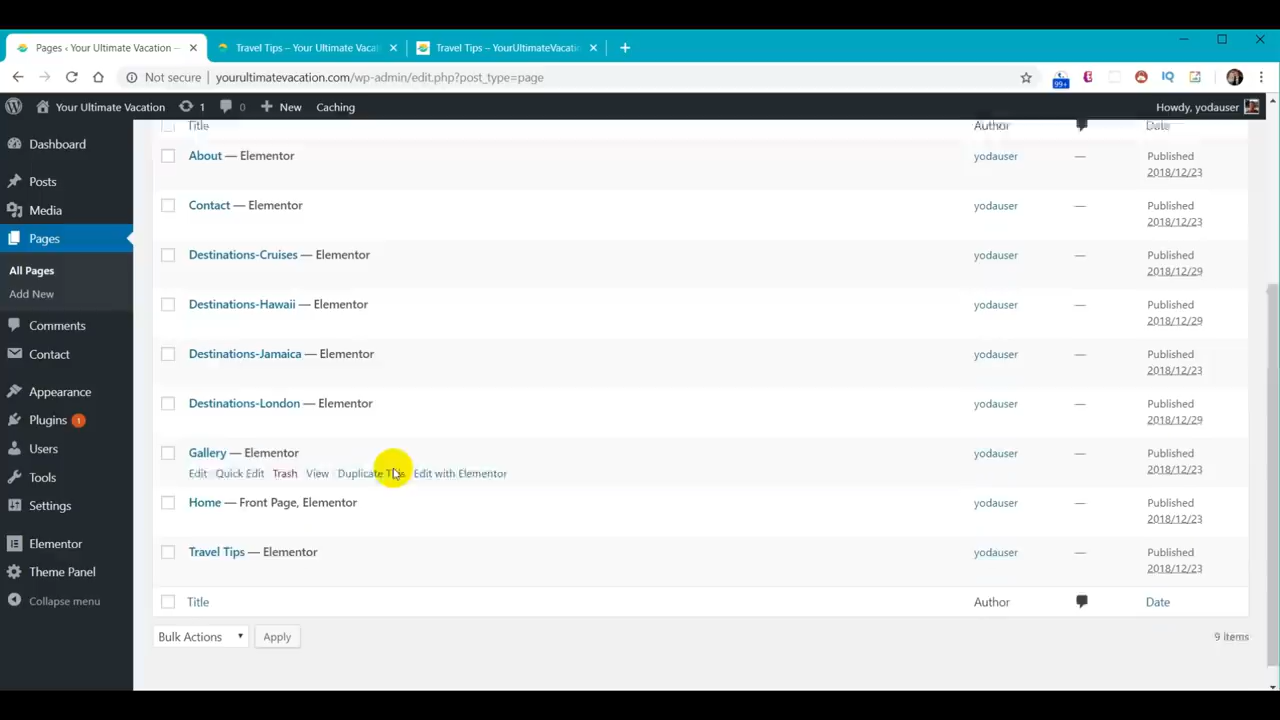 Pages ‹ Your Ultimate Vacation —
Travel Tips – Your Ultimate Vacat
Travel Tips – YourUltimateVacati
Not secure
yourultimatevacation.com/wp-admin/edit.php?post_type=page
99+
IQ
Your Ultimate Vacation
1
0
New
Caching
Howdy, yodauser
Dashboard
Posts
Media
Pages
All Pages
Add New
Comments
Contact
Appearance
Plugins 1
Users
Tools
Settings
Elementor
Theme Panel
Collapse menu
Title Author Date
About — Elementor yodauser — Published
2018/12/23
Contact — Elementor yodauser — Published
2018/12/23
Destinations-Cruises — Elementor yodauser — Published
2018/12/29
Destinations-Hawaii — Elementor yodauser — Published
2018/12/29
Destinations-Jamaica — Elementor yodauser — Published
2018/12/23
Destinations-London — Elementor yodauser — Published
2018/12/29
Gallery — Elementor yodauser — Published
Edit Quick Edit Trash View Duplicate This Edit with Elementor 2018/12/23
Home — Front Page, Elementor yodauser — Published
2018/12/23
Travel Tips — Elementor yodauser — Published
2018/12/23
Title Author Date
Bulk Actions Apply 9 items